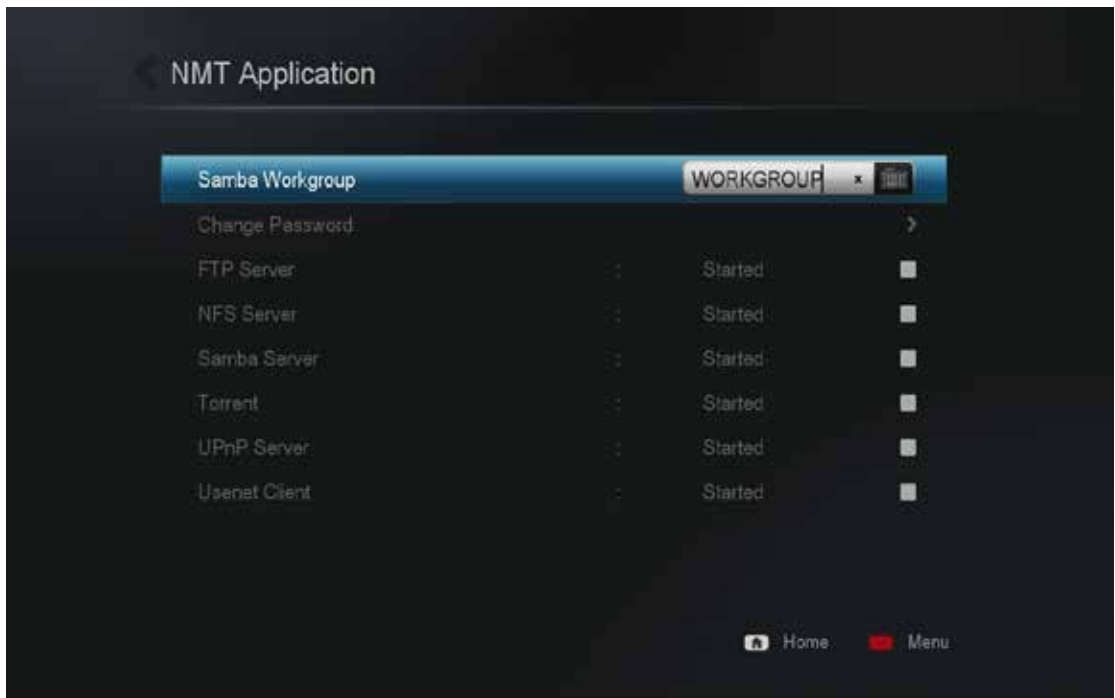 NMT Application
Samba Workgroup WORKGROUP x
Change Password >
FTP Server : Started
NFS Server : Started
Samba Server : Started
Torrent : Started
UPnP Server : Started
Usenet Client : Started
Home Menu